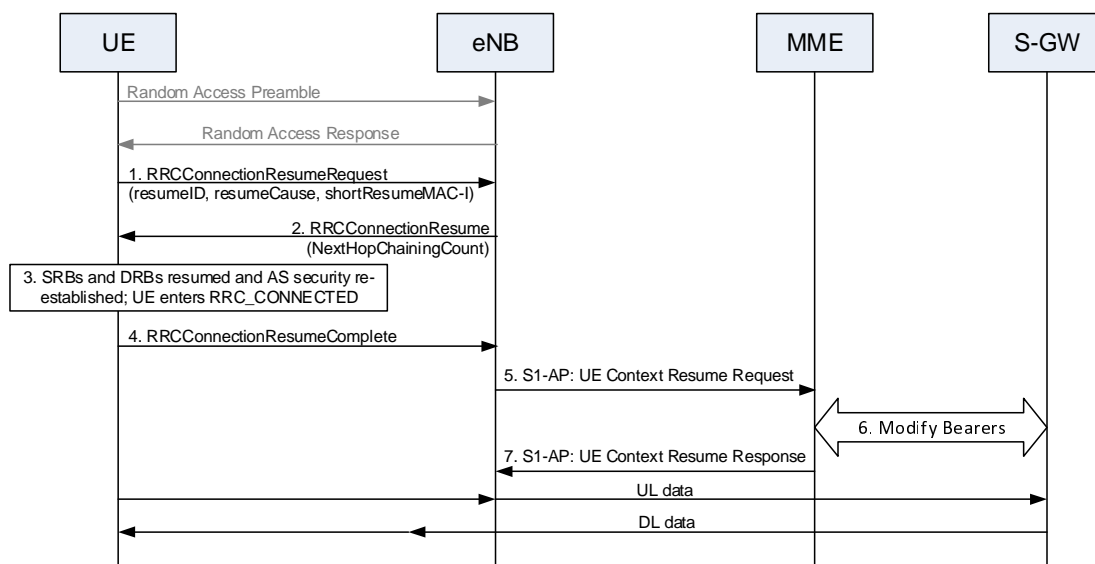 UE
eNB
MME
S-GW
Random Access Preamble
Random Access Response
1. RRCConnectionResumeRequest
(resumeID, resumeCause, shortResumeMAC-I)
2. RRCConnectionResume
(NextHopChainingCount)
3. SRBs and DRBs resumed and AS security re-
established; UE enters RRC_CONNECTED
4. RRCConnectionResumeComplete
5. S1-AP: UE Context Resume Request
6. Modify Bearers
7. S1-AP: UE Context Resume Response
UL data
DL data